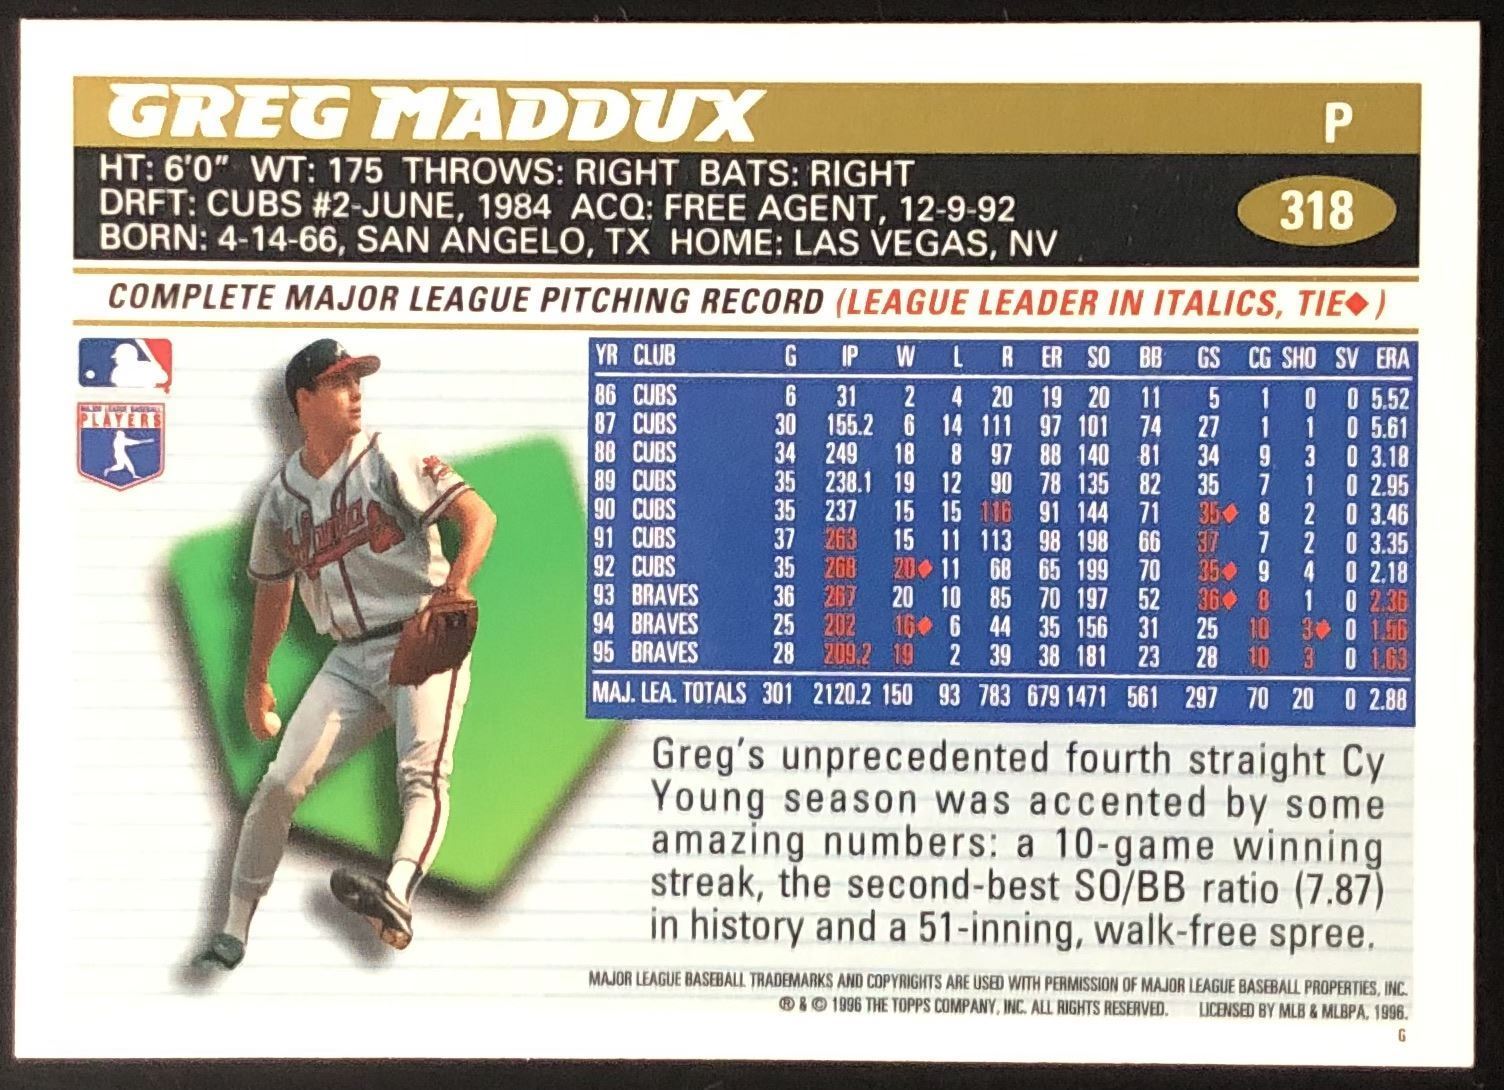 GREG MADDUX P
HT: 6'0" WT: 175 THROWS: RIGHT BATS: RIGHT
DRFT: CUBS #2-JUNE, 1984 ACQ: FREE AGENT, 12-9-92
BORN: 4-14-66, SAN ANGELO, TX HOME: LAS VEGAS, NV
318
COMPLETE MAJOR LEAGUE PITCHING RECORD (LEAGUE LEADER IN ITALICS, TIE♦)
MAJOR LEAGUE BASEBALL
PLAYERS
YR CLUB G IP W L R ER SO BB GS CG SHO SV ERA
86 CUBS 6 31 2 4 20 19 20 11 5 1 0 0 5.52
87 CUBS 30 155.2 6 14 111 97 101 74 27 1 1 0 5.61
88 CUBS 34 249 18 8 97 88 140 81 34 9 3 0 3.18
89 CUBS 35 238.1 19 12 90 78 135 82 35 7 1 0 2.95
90 CUBS 35 237 15 15 116 91 144 71 35♦ 8 2 0 3.46
91 CUBS 37 263 15 11 113 98 198 66 37 7 2 0 3.35
92 CUBS 35 268 20♦ 11 68 65 199 70 35♦ 9 4 0 2.18
93 BRAVES 36 267 20 10 85 70 197 52 36♦ 8 1 0 2.36
94 BRAVES 25 202 16♦ 6 44 35 156 31 25 10 3♦ 0 1.56
95 BRAVES 28 209.2 19 2 39 38 181 23 28 10 3 0 1.63
MAJ. LEA. TOTALS 301 2120.2 150 93 783 679 1471 561 297 70 20 0 2.88
Greg's unprecedented fourth straight Cy
Young season was accented by some
amazing numbers: a 10-game winning
streak, the second-best SO/BB ratio (7.87)
in history and a 51-inning, walk-free spree.
MAJOR LEAGUE BASEBALL TRADEMARKS AND COPYRIGHTS ARE USED WITH PERMISSION OF MAJOR LEAGUE BASEBALL PROPERTIES, INC.
® & © 1996 THE TOPPS COMPANY, INC. ALL RIGHTS RESERVED. LICENSED BY MLB & MLBPA, 1996.
G